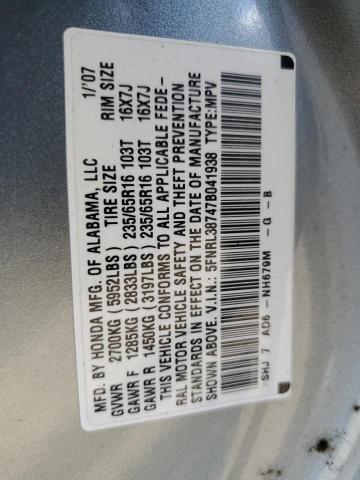 MFD. BY HONDA MFG. OF ALABAMA, LLC 1/'07
GVWR 2700KG (5952LBS) TIRE SIZE RIM SIZE
GAWR F 1285KG (2833LBS) 235/65R16 103T 16X7J
GAWR R 1450KG (3197LBS) 235/65R16 103T 16X7J
THIS VEHICLE CONFORMS TO ALL APPLICABLE FEDE-
RAL MOTOR VEHICLE SAFETY AND THEFT PREVENTION
STANDARDS IN EFFECT ON THE DATE OF MANUFACTURE
SHOWN ABOVE. V.I.N.: 5FNRL38747B041938 TYPE:MPV
SHJ 7 AD6 - NH679M - G - B